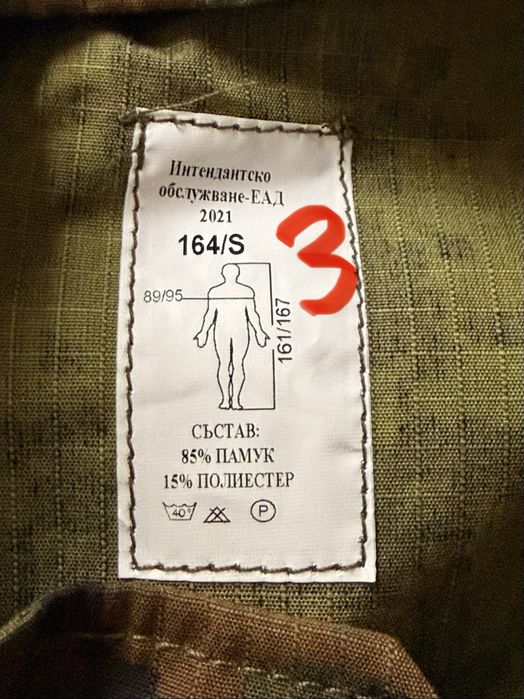 Интендантско
обслужване-ЕАД
2021
164/S
3
89/95
161/167
СЪСТАВ:
85% ПАМУК
15% ПОЛИЕСТЕР
40° P